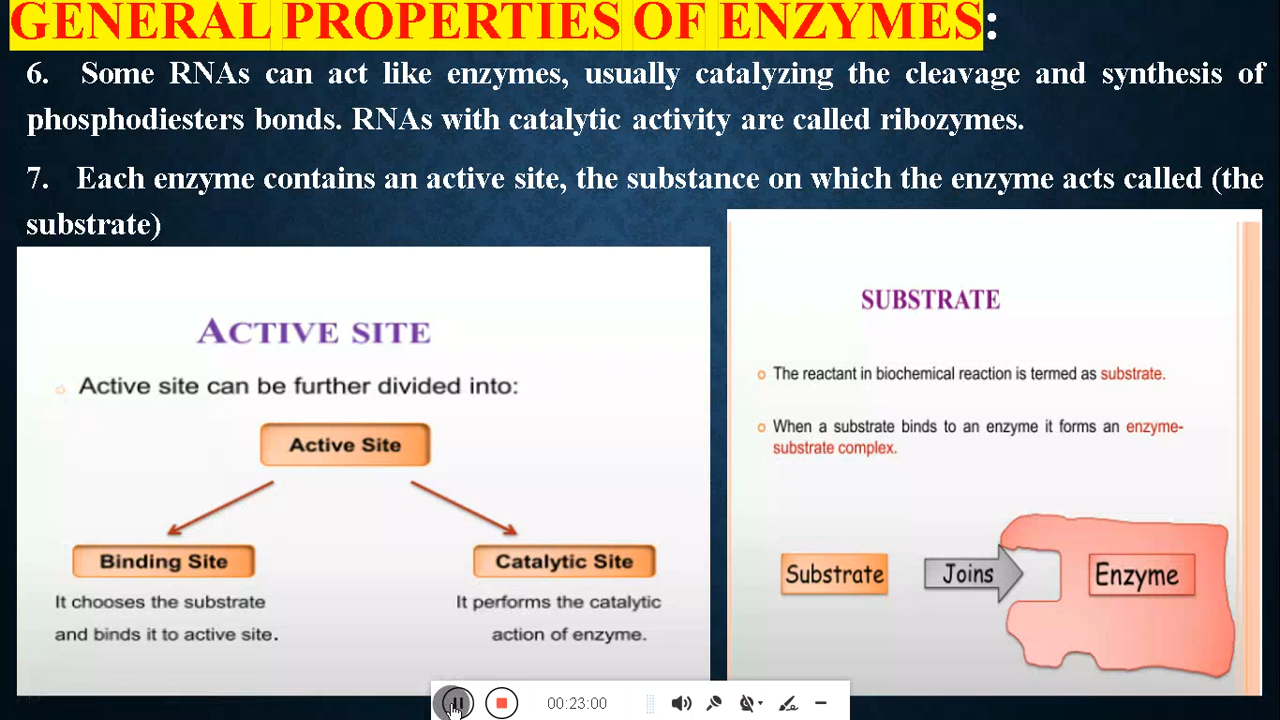 GENERAL PROPERTIES OF ENZYMES:
6. Some RNAs can act like enzymes, usually catalyzing the cleavage and synthesis of
phosphodiesters bonds. RNAs with catalytic activity are called ribozymes.
7. Each enzyme contains an active site, the substance on which the enzyme acts called (the
substrate)
ACTIVE SITE
Active site can be further divided into:
Active Site
Binding Site
It chooses the substrate
and binds it to active site.
Catalytic Site
It performs the catalytic
action of enzyme.
SUBSTRATE
The reactant in biochemical reaction is termed as substrate.
When a substrate binds to an enzyme it forms an enzyme-
substrate complex.
Substrate
Joins
Enzyme
00:23:00